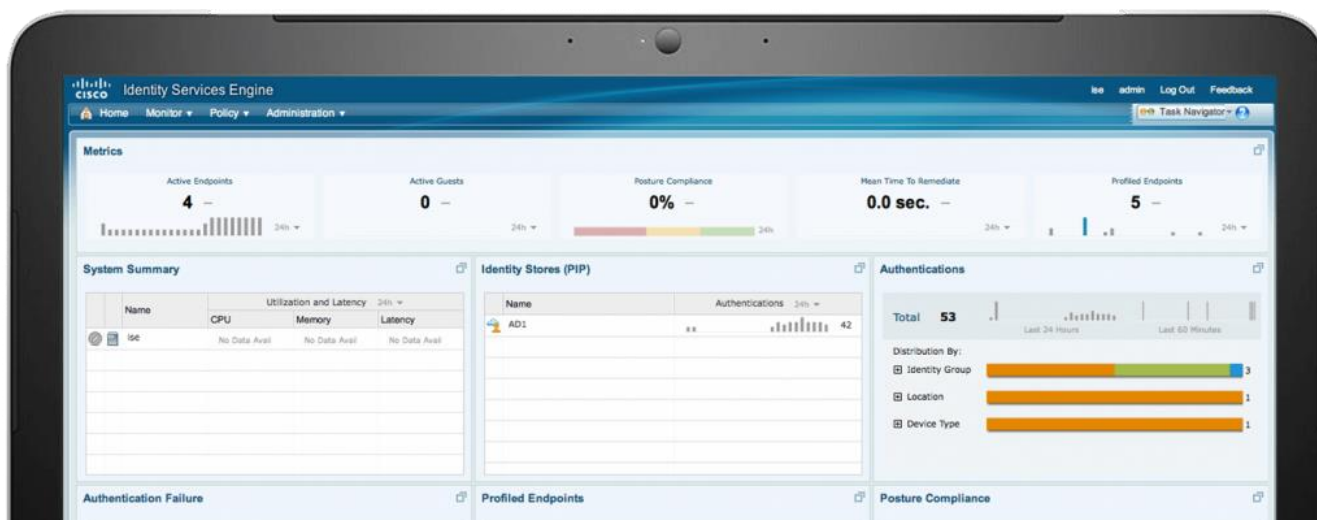 CISCO Identity Services Engine
ise admin Log Out Feedback
Home Monitor Policy Administration
Task Navigator ?
Metrics
Active Endpoints
4 –
24h
Active Guests
0 –
24h
Posture Compliance
0% –
24h
Mean Time To Remediate
0.0 sec. –
24h
Profiled Endpoints
5 –
24h
System Summary
Name Utilization and Latency 24h
CPU Memory Latency
ise No Data Avail No Data Avail No Data Avail
Identity Stores (PIP)
Name Authentications 24h
AD1 42
Authentications
Total 53
Last 24 Hours Last 60 Minutes
Distribution By:
Identity Group 3
Location 1
Device Type 1
Authentication Failure
Profiled Endpoints
Posture Compliance